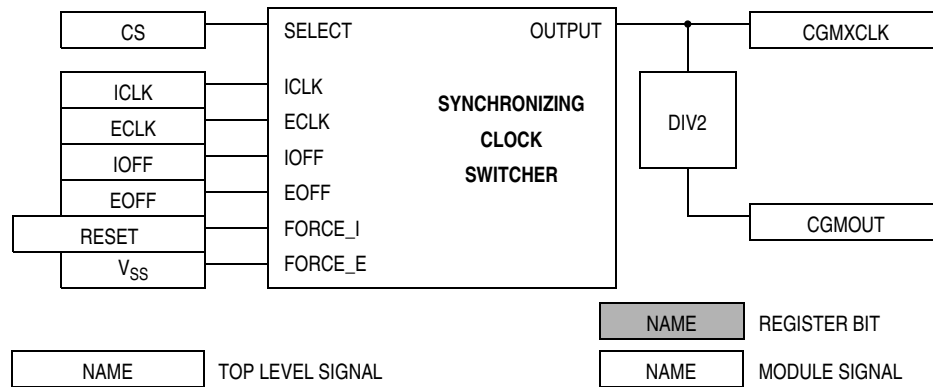 CS SELECT OUTPUT CGMXCLK
ICLK ICLK
ECLK ECLK
IOFF IOFF
EOFF EOFF
RESET FORCE_I
VSS FORCE_E
SYNCHRONIZING
CLOCK
SWITCHER
DIV2
CGMOUT
NAME REGISTER BIT
NAME TOP LEVEL SIGNAL
NAME MODULE SIGNAL